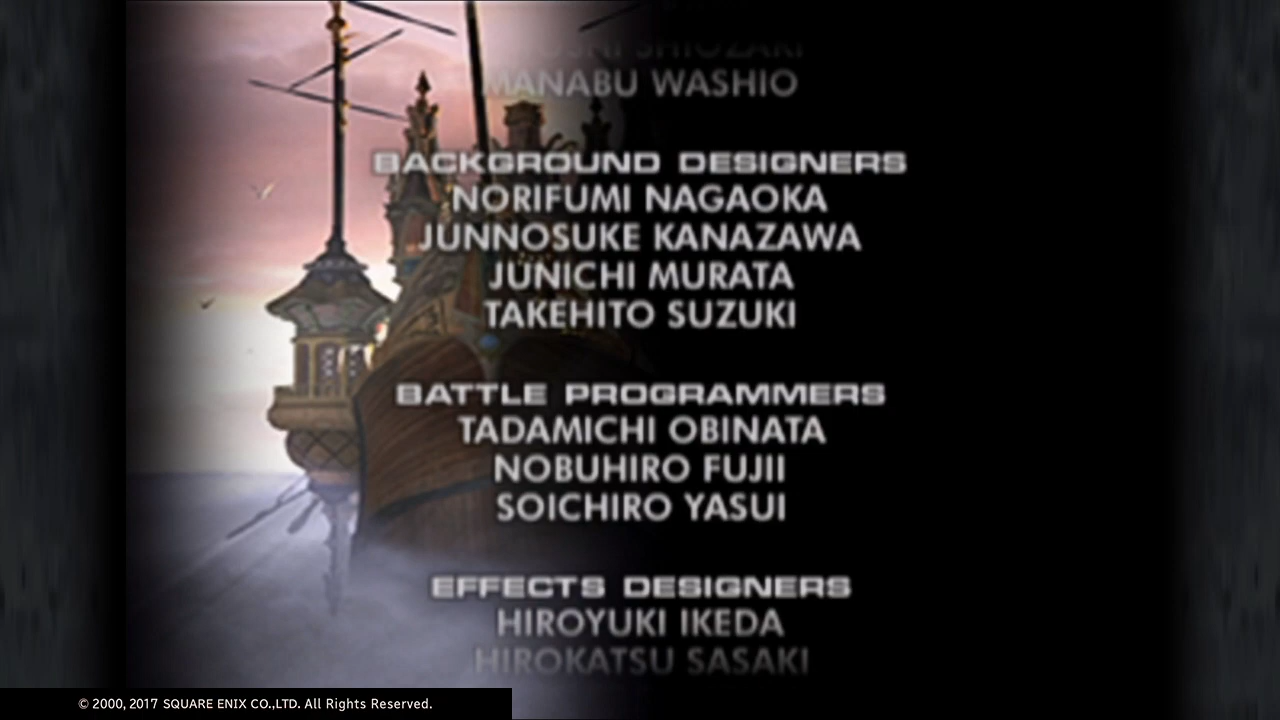 SHIOZAKI
MANABU WASHIO
BACKGROUND DESIGNERS
NORIFUMI NAGAOKA
JUNNOSUKE KANAZAWA
JUNICHI MURATA
TAKEHITO SUZUKI
BATTLE PROGRAMMERS
TADAMICHI OBINATA
NOBUHIRO FUJII
SOICHIRO YASUI
EFFECTS DESIGNERS
HIROYUKI IKEDA
HIROKATSU SASAKI
© 2000, 2017 SQUARE ENIX CO.,LTD. All Rights Reserved.